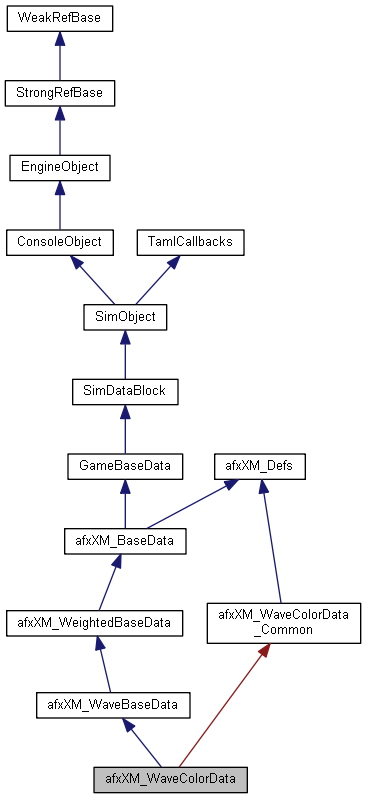 WeakRefBase
StrongRefBase
EngineObject
ConsoleObject
TamlCallbacks
SimObject
SimDataBlock
GameBaseData
afxXM_Defs
afxXM_BaseData
afxXM_WeightedBaseData
afxXM_WaveColorData
_Common
afxXM_WaveBaseData
afxXM_WaveColorData